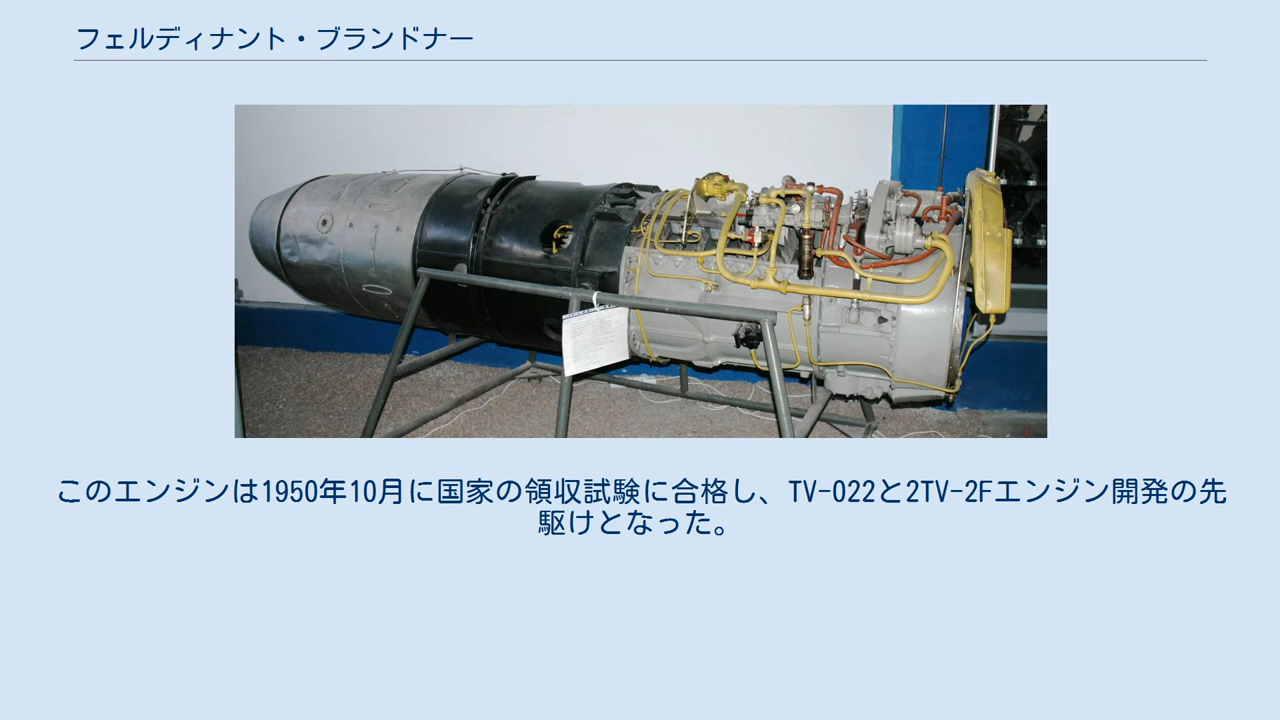 フェルディナント・ブランドナー
このエンジンは1950年10月に国家の領収試験に合格し、TV-022と2TV-2Fエンジン開発の先
駆けとなった。